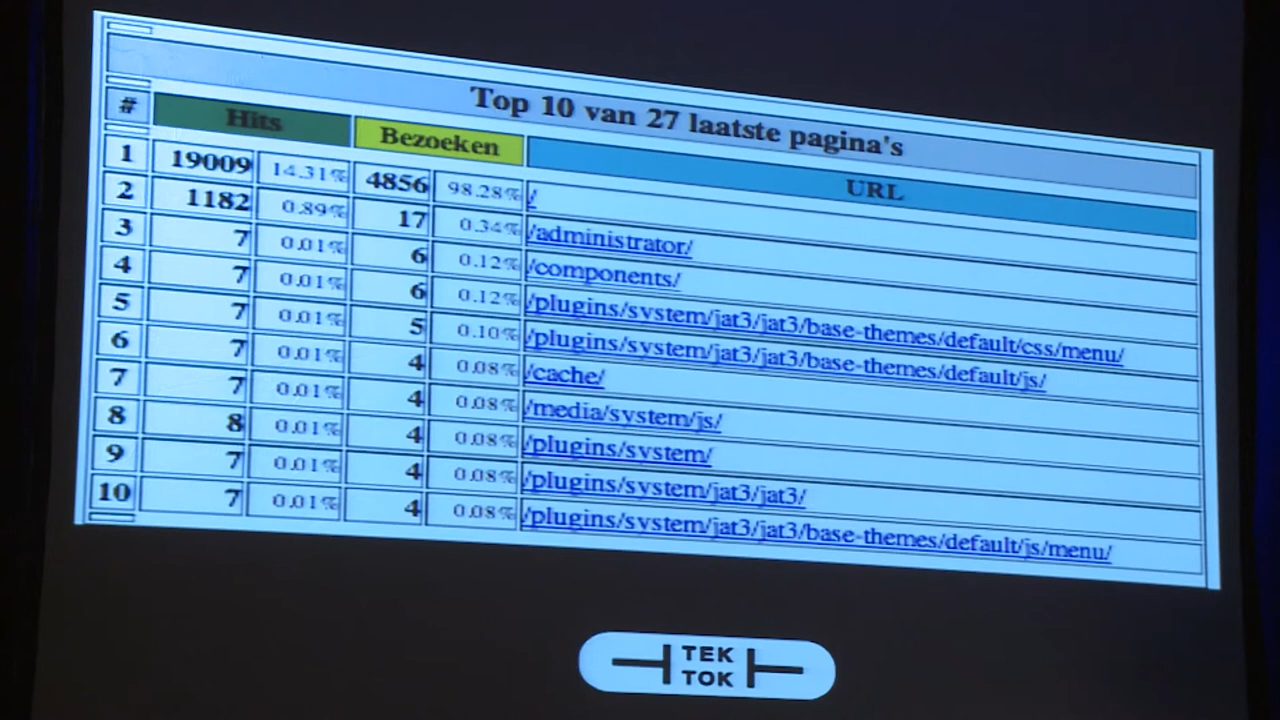 Top 10 van 27 laatste pagina's
# Hits Bezoeken URL
1 19009 14.31% 4856 98.28% /
2 1182 0.89% 17 0.34% /administrator/
3 7 0.01% 6 0.12% /components/
4 7 0.01% 6 0.12% /plugins/system/jat3/jat3/base-themes/default/css/menu/
5 7 0.01% 5 0.10% /plugins/system/jat3/jat3/base-themes/default/js/
6 7 0.01% 4 0.08% /cache/
7 7 0.01% 4 0.08% /media/system/js/
8 8 0.01% 4 0.08% /plugins/system/
9 7 0.01% 4 0.08% /plugins/system/jat3/jat3/
10 7 0.01% 4 0.08% /plugins/system/jat3/jat3/base-themes/default/js/menu/
TEK
TOK